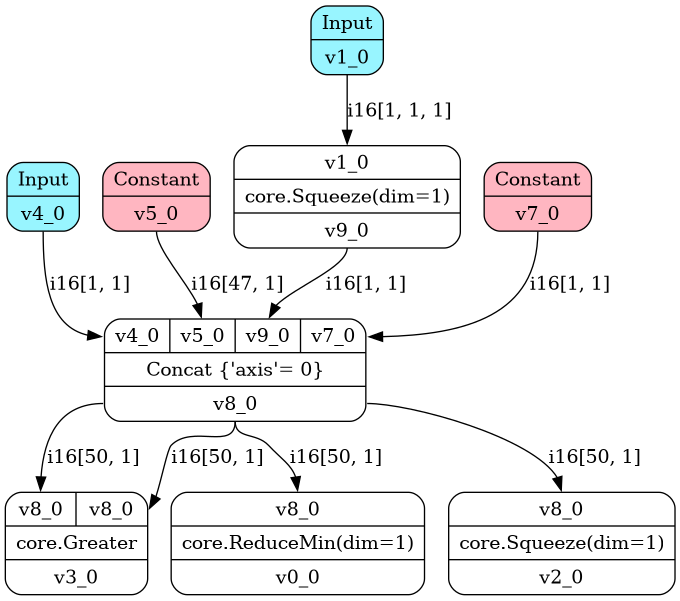 Input
v1_0
i16[1, 1, 1]
Input
v4_0
Constant
v5_0
v1_0
core.Squeeze(dim=1)
v9_0
Constant
v7_0
i16[1, 1]
i16[47, 1]
i16[1, 1]
i16[1, 1]
v4_0 v5_0 v9_0 v7_0
Concat {'axis'= 0}
v8_0
i16[50, 1]
i16[50, 1]
i16[50, 1]
i16[50, 1]
v8_0 v8_0
core.Greater
v3_0
v8_0
core.ReduceMin(dim=1)
v0_0
v8_0
core.Squeeze(dim=1)
v2_0